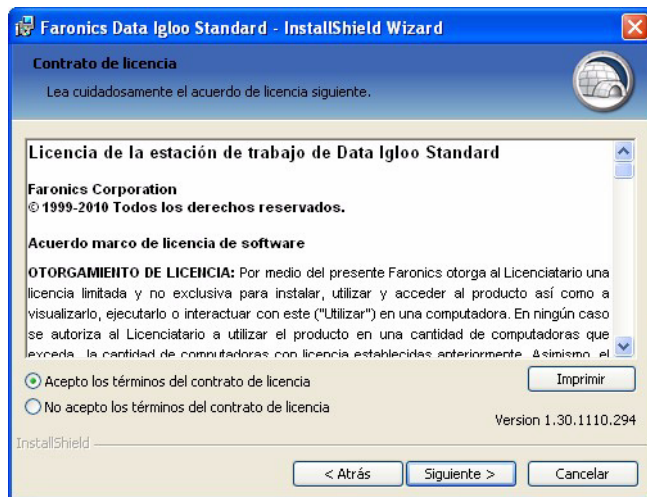 Faronics Data Igloo Standard - InstallShield Wizard
Contrato de licencia
Lea cuidadosamente el acuerdo de licencia siguiente.
Licencia de la estación de trabajo de Data Igloo Standard
Faronics Corporation
© 1999-2010 Todos los derechos reservados.
Acuerdo marco de licencia de software
OTORGAMIENTO DE LICENCIA: Por medio del presente Faronics otorga al Licenciatario una
licencia limitada y no exclusiva para instalar, utilizar y acceder al producto así como a
visualizarlo, ejecutarlo o interactuar con este ("Utilizar") en una computadora. En ningún caso
se autoriza al Licenciatario a utilizar el producto en una cantidad de computadoras que
exceda la cantidad de computadoras con licencia establecidas anteriormente. Asimismo, el
Acepto los términos del contrato de licencia
Imprimir
No acepto los términos del contrato de licencia
Version 1.30.1110.294
InstallShield
< Atrás
Siguiente >
Cancelar